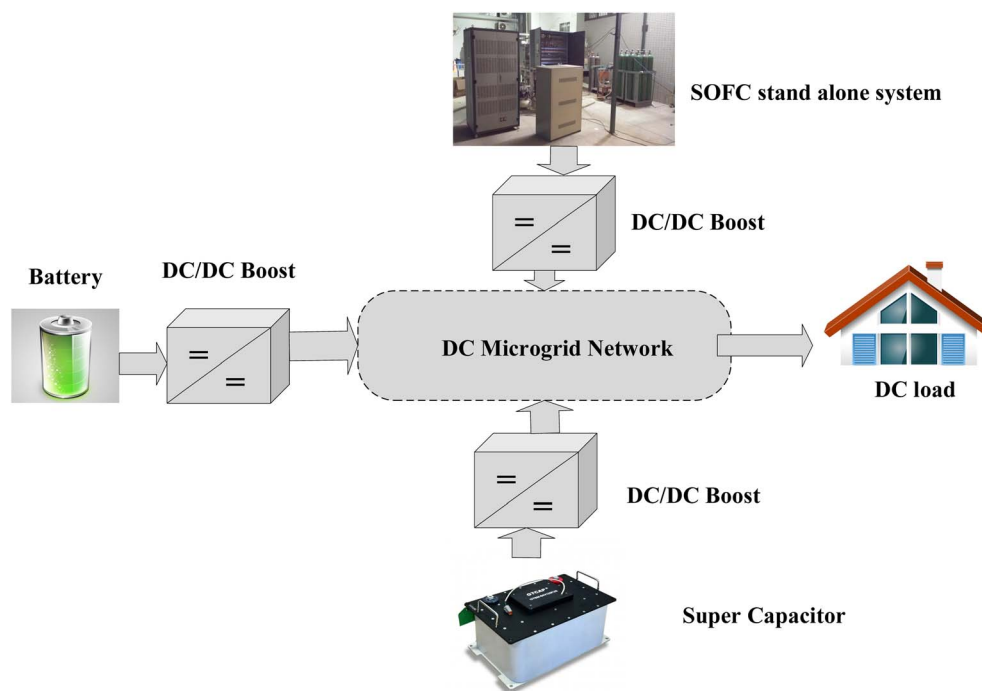 SOFC stand alone system
DC/DC Boost
Battery
DC/DC Boost
DC Microgrid Network
DC load
DC/DC Boost
Super Capacitor